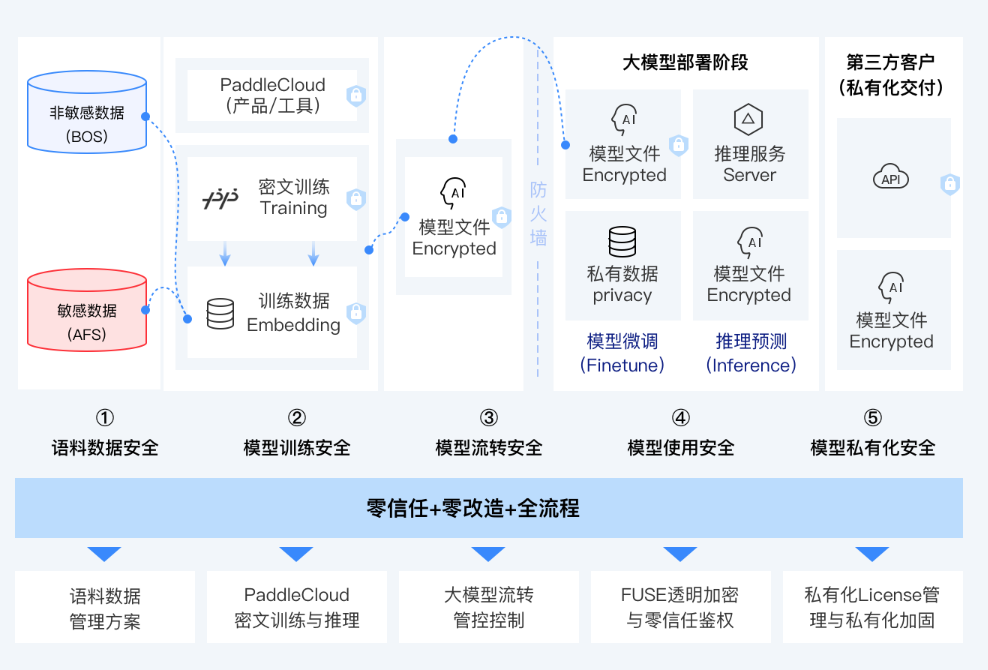 非敏感数据
(BOS)
敏感数据
(AFS)
PaddleCloud
(产品/工具)
密文训练
Training
训练数据
Embedding
AI
模型文件
Encrypted
防
火
墙
大模型部署阶段
AI
模型文件
Encrypted
推理服务
Server
私有数据
privacy
AI
模型文件
Encrypted
模型微调
(Finetune)
推理预测
(Inference)
第三方客户
(私有化交付)
API
AI
模型文件
Encrypted
①
语料数据安全
②
模型训练安全
③
模型流转安全
④
模型使用安全
⑤
模型私有化安全
零信任+零改造+全流程
语料数据
管理方案
PaddleCloud
密文训练与推理
大模型流转
管控控制
FUSE透明加密
与零信任鉴权
私有化License管
理与私有化加固